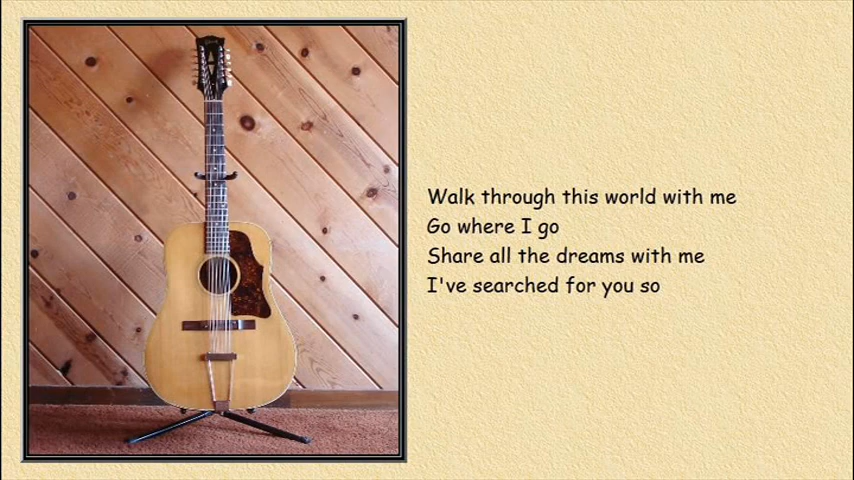 Walk through this world with me
Go where I go
Share all the dreams with me
I've searched for you so